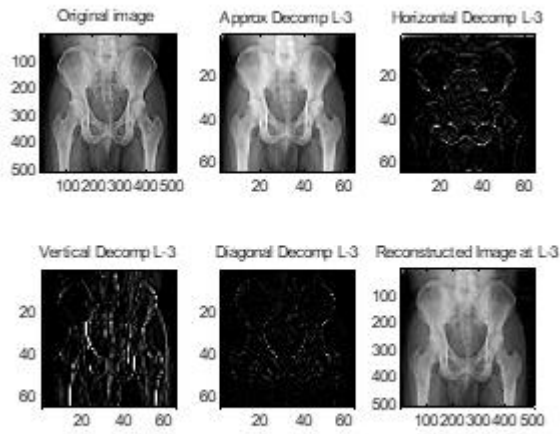 Original image
Approx Decomp L-3
Horizontal Decomp L-3
100
200
300
400
500
100 200 300 400 500
20
40
60
20 40 60
20
40
60
20 40 60
Vertical Decomp L-3
Diagonal Decomp L-3
Reconstructed Image at L-3
20
40
60
20 40 60
20
40
60
20 40 60
100
200
300
400
500
100 200 300 400 500